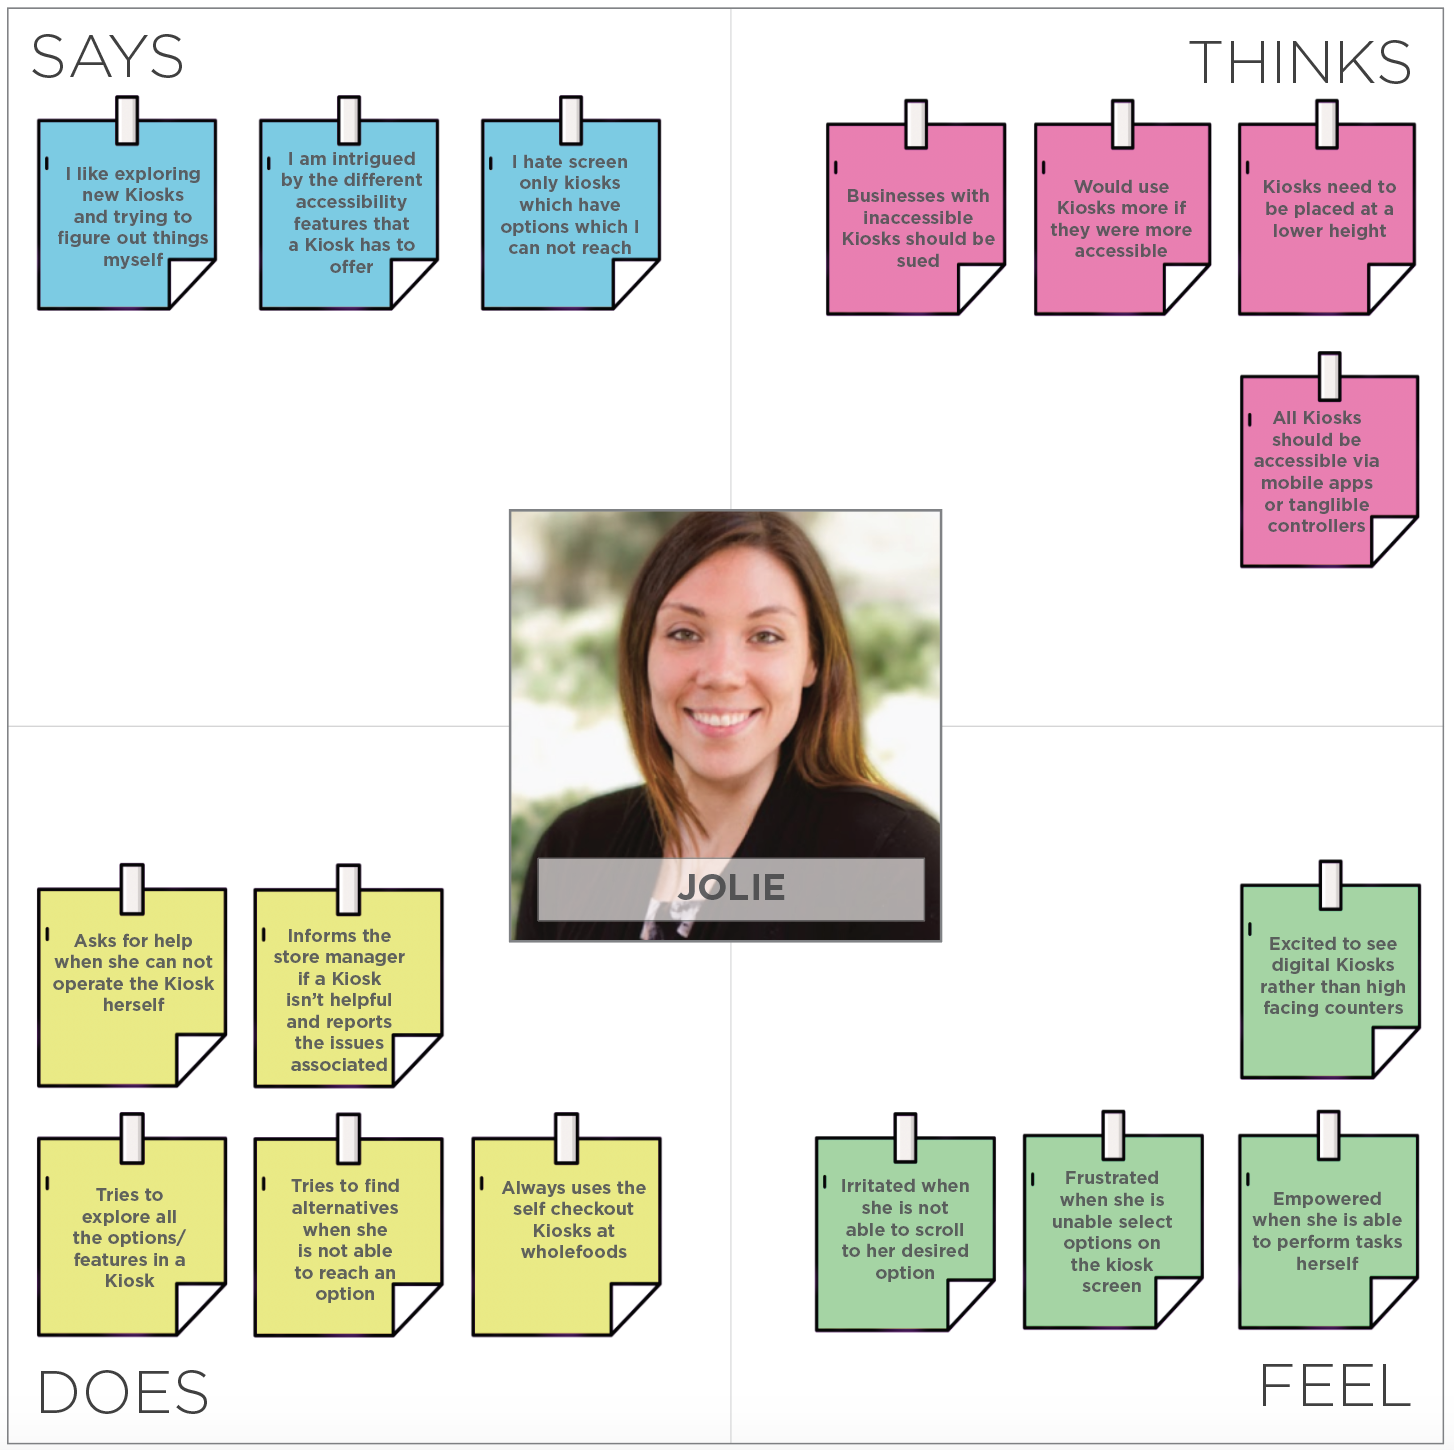 SAYS
I like exploring
new Kiosks
and trying to
figure out things
myself
I am intrigued
by the different
accessibility
features that
a Kiosk has to
offer
I hate screen
only kiosks
which have
options which I
can not reach
THINKS
Businesses with
inaccessible
Kiosks should be
sued
Would use
Kiosks more if
they were more
accessible
Kiosks need to
be placed at a
lower height
All Kiosks
should be
accessible via
mobile apps
or tanglible
controllers
JOLIE
Asks for help
when she can not
operate the Kiosk
herself
Informs the
store manager
if a Kiosk
isn’t helpful
and reports
the issues
associated
Tries to
explore all
the options/
features in a
Kiosk
Tries to find
alternatives
when she
is not able
to reach an
option
Always uses the
self checkout
Kiosks at
wholefoods
DOES
Excited to see
digital Kiosks
rather than high
facing counters
Irritated when
she is not
able to scroll
to her desired
option
Frustrated
when she is
unable select
options on
the kiosk
screen
Empowered
when she is able
to perform tasks
herself
FEEL